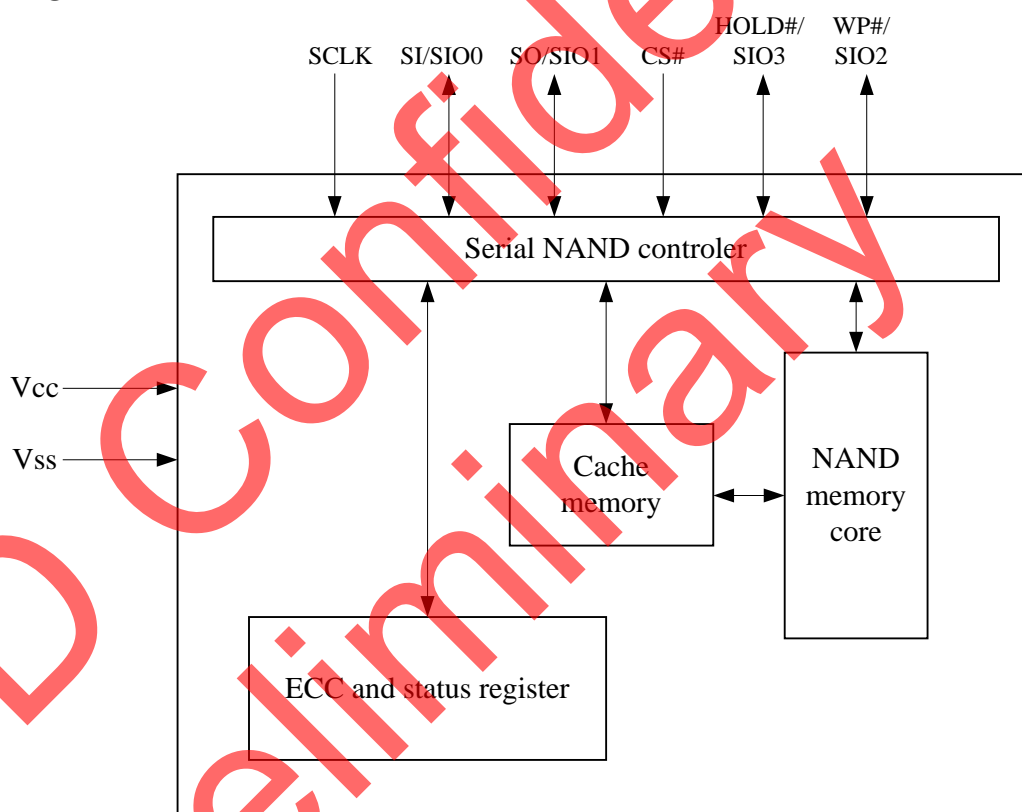 HOLD#/ WP#/
SCLK SI/SIO0 SO/SIO1 CS# SIO3 SIO2
Serial NAND controler
Vcc
Vss
Cache
memory
NAND
memory
core
ECC and status register
D Confide
eliminary